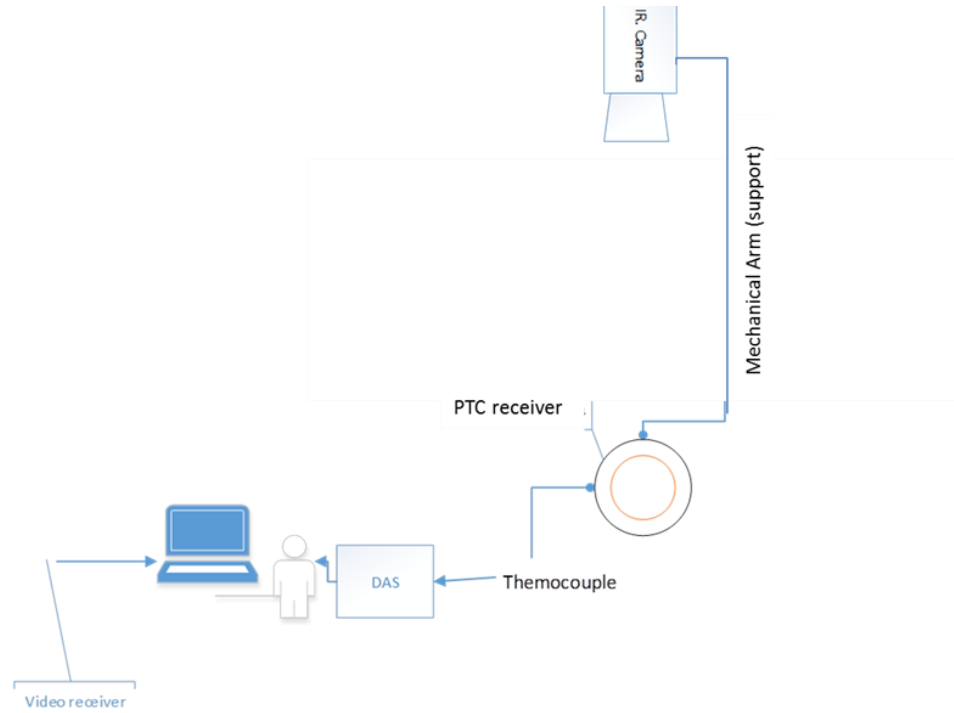 IR. Camera
Mechanical Arm (support)
PTC receiver
DAS
Themocouple
Video receiver